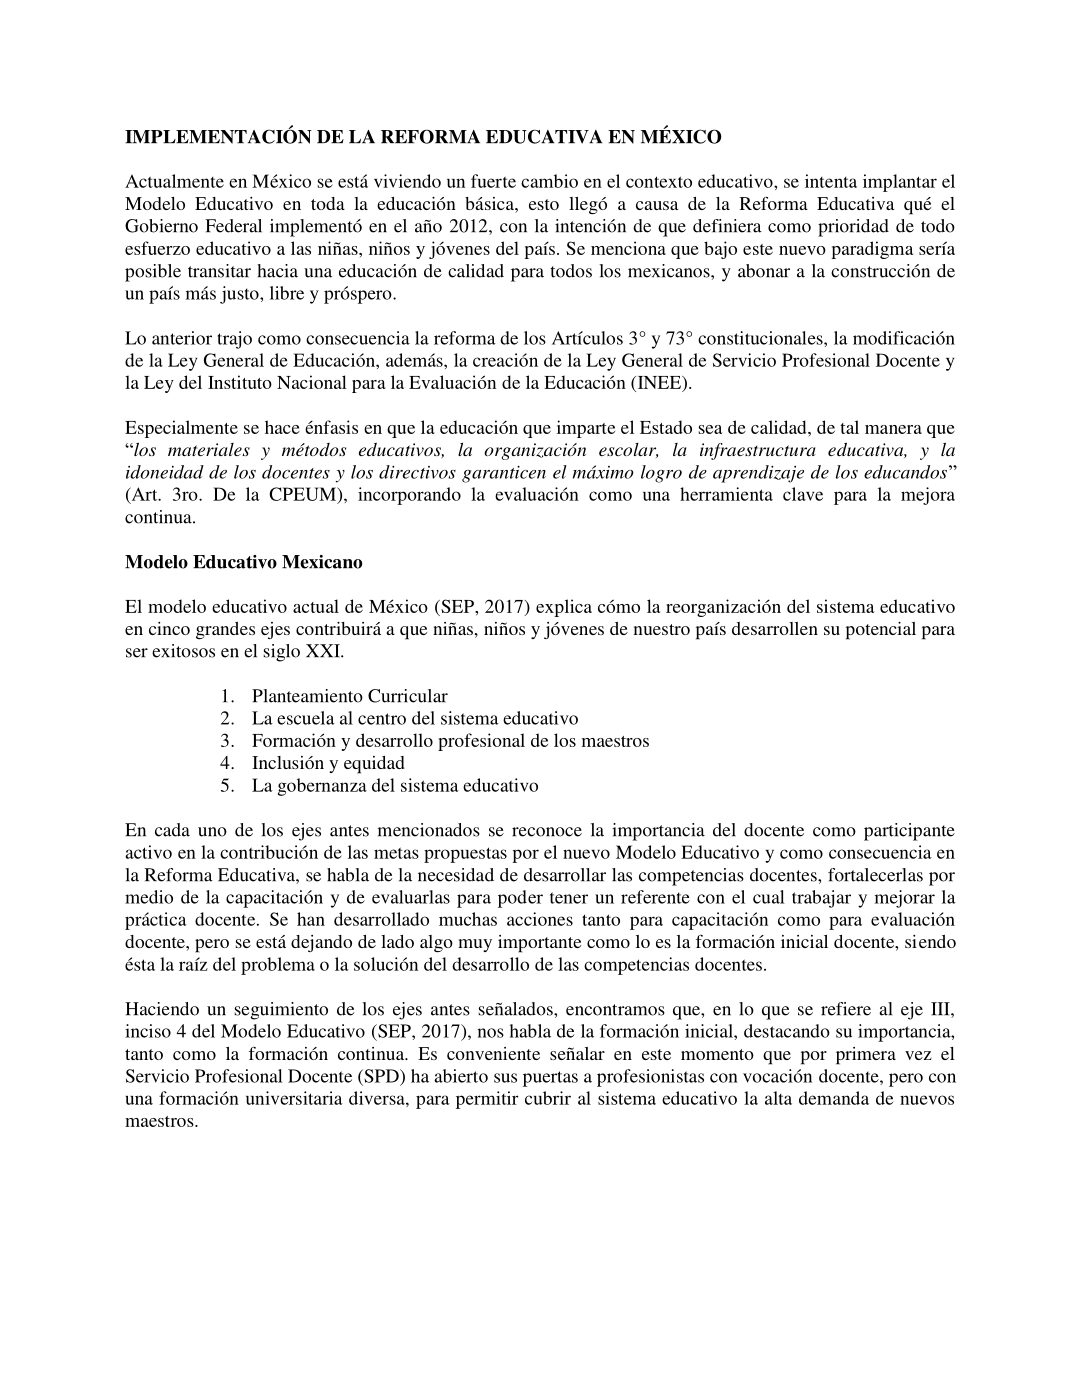 IMPLEMENTACIÓN DE LA REFORMA EDUCATIVA EN MÉXICO
Actualmente en México se está viviendo un fuerte cambio en el contexto educativo, se intenta implantar el
Modelo Educativo en toda la educación básica, esto llegó a causa de la Reforma Educativa qué el
Gobierno Federal implementó en el año 2012, con la intención de que definiera como prioridad de todo
esfuerzo educativo a las niñas, niños y jóvenes del país. Se menciona que bajo este nuevo paradigma sería
posible transitar hacia una educación de calidad para todos los mexicanos, y abonar a la construcción de
un país más justo, libre y próspero.
Lo anterior trajo como consecuencia la reforma de los Artículos 3° y 73° constitucionales, la modificación
de la Ley General de Educación, además, la creación de la Ley General de Servicio Profesional Docente y
la Ley del Instituto Nacional para la Evaluación de la Educación (INEE).
Especialmente se hace énfasis en que la educación que imparte el Estado sea de calidad, de tal manera que
“los materiales y métodos educativos, la organización escolar, la infraestructura educativa, y la
idoneidad de los docentes y los directivos garanticen el máximo logro de aprendizaje de los educandos”
(Art. 3ro. De la CPEUM), incorporando la evaluación como una herramienta clave para la mejora
continua.
Modelo Educativo Mexicano
El modelo educativo actual de México (SEP, 2017) explica cómo la reorganización del sistema educativo
en cinco grandes ejes contribuirá a que niñas, niños y jóvenes de nuestro país desarrollen su potencial para
ser exitosos en el siglo XXI.
1. Planteamiento Curricular
2. La escuela al centro del sistema educativo
3. Formación y desarrollo profesional de los maestros
4. Inclusión y equidad
5. La gobernanza del sistema educativo
En cada uno de los ejes antes mencionados se reconoce la importancia del docente como participante
activo en la contribución de las metas propuestas por el nuevo Modelo Educativo y como consecuencia en
la Reforma Educativa, se habla de la necesidad de desarrollar las competencias docentes, fortalecerlas por
medio de la capacitación y de evaluarlas para poder tener un referente con el cual trabajar y mejorar la
práctica docente. Se han desarrollado muchas acciones tanto para capacitación como para evaluación
docente, pero se está dejando de lado algo muy importante como lo es la formación inicial docente, siendo
ésta la raíz del problema o la solución del desarrollo de las competencias docentes.
Haciendo un seguimiento de los ejes antes señalados, encontramos que, en lo que se refiere al eje III,
inciso 4 del Modelo Educativo (SEP, 2017), nos habla de la formación inicial, destacando su importancia,
tanto como la formación continua. Es conveniente señalar en este momento que por primera vez el
Servicio Profesional Docente (SPD) ha abierto sus puertas a profesionistas con vocación docente, pero con
una formación universitaria diversa, para permitir cubrir al sistema educativo la alta demanda de nuevos
maestros.